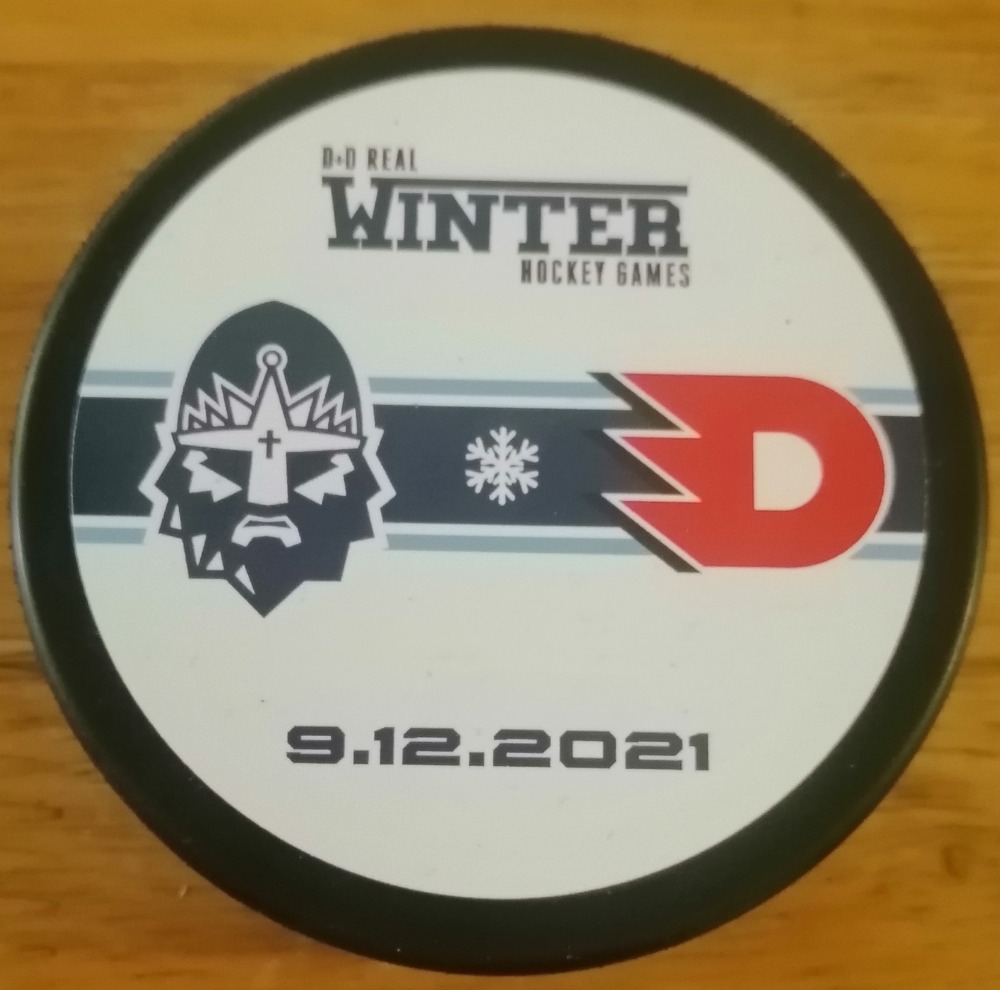 D+D REAL
WINTER
HOCKEY GAMES
D
9.12.2021